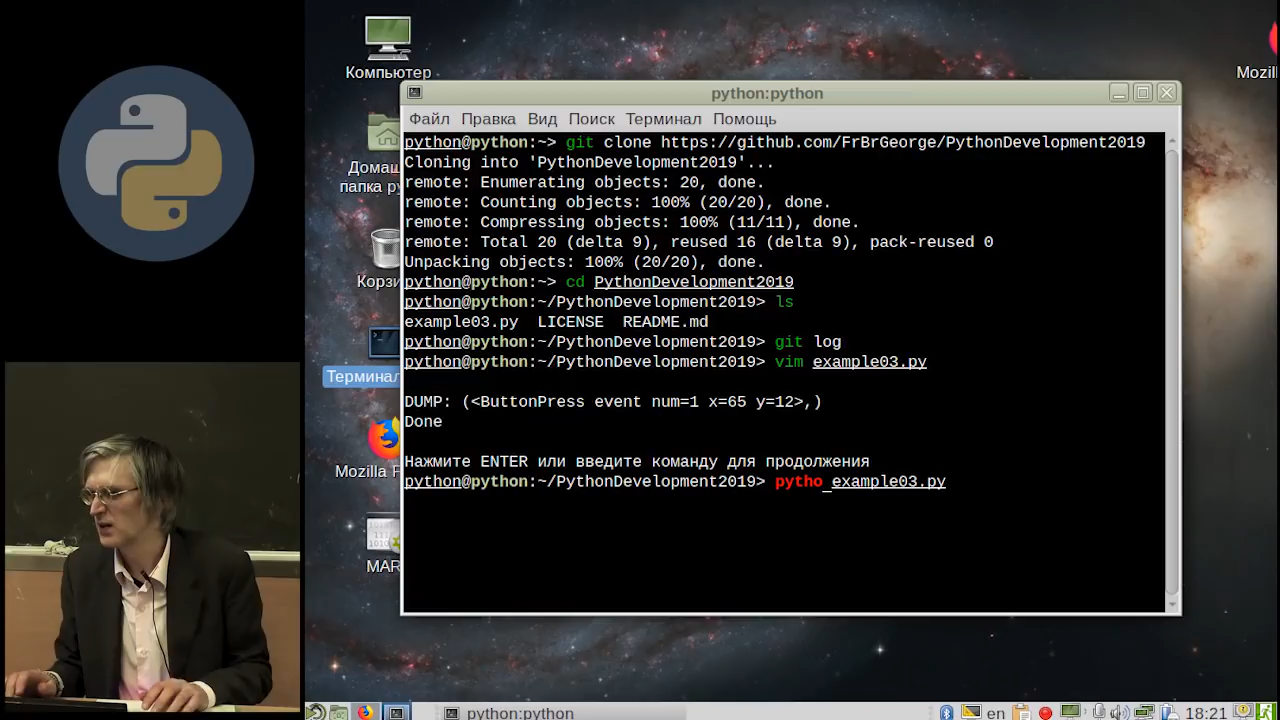 Компьютер
Mozil
python:python
Файл Правка Вид Поиск Терминал Помощь
python@python:~> git clone https://github.com/FrBrGeorge/PythonDevelopment2019
Cloning into 'PythonDevelopment2019'...
remote: Enumerating objects: 20, done.
remote: Counting objects: 100% (20/20), done.
remote: Compressing objects: 100% (11/11), done.
remote: Total 20 (delta 9), reused 16 (delta 9), pack-reused 0
Unpacking objects: 100% (20/20), done.
python@python:~> cd PythonDevelopment2019
python@python:~/PythonDevelopment2019> ls
example03.py LICENSE README.md
python@python:~/PythonDevelopment2019> git log
python@python:~/PythonDevelopment2019> vim example03.py
DUMP: (<ButtonPress event num=1 x=65 y=12>,)
Done
Нажмите ENTER или введите команду для продолжения
python@python:~/PythonDevelopment2019> pytho_example03.py
Домаш
папка py
Корзи
Терминал
Mozilla F
MAR
python:python
en
18:21